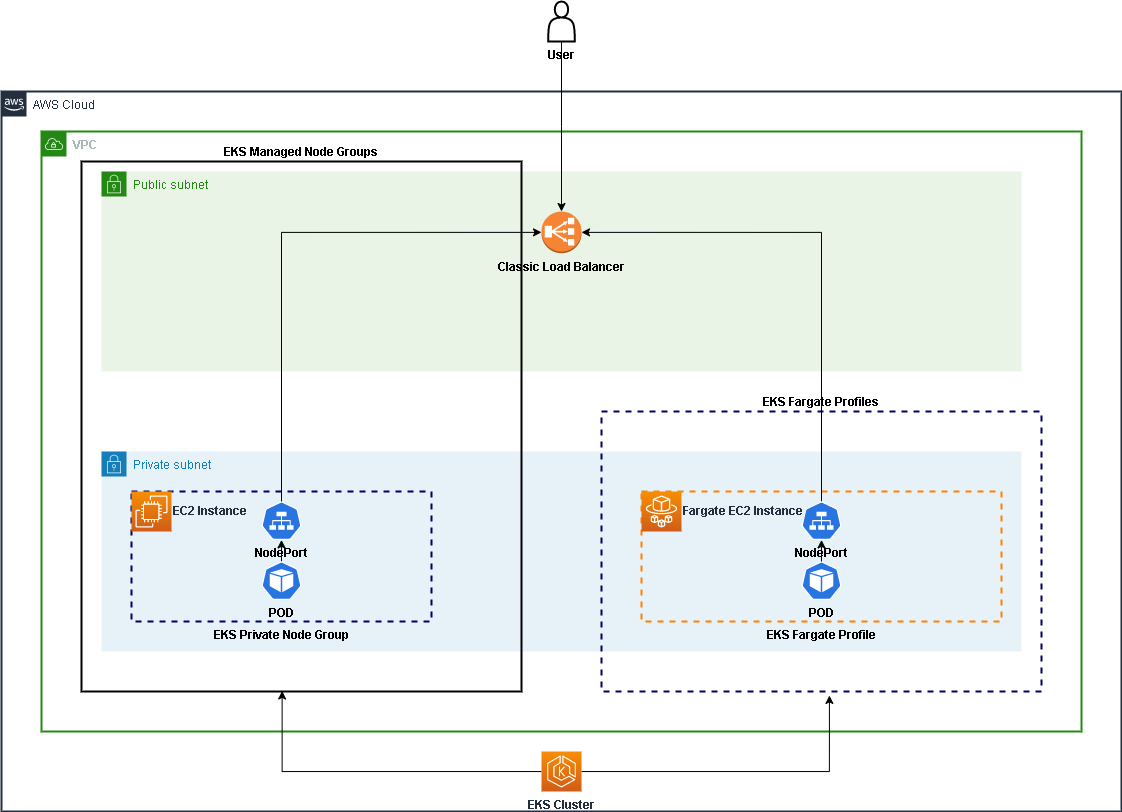 User
aws
AWS Cloud
VPC
EKS Managed Node Groups
Public subnet
Classic Load Balancer
EKS Fargate Profiles
Private subnet
EC2 Instance
Fargate EC2 Instance
NodePort
NodePort
POD
POD
EKS Private Node Group
EKS Fargate Profile
K
EKS Cluster